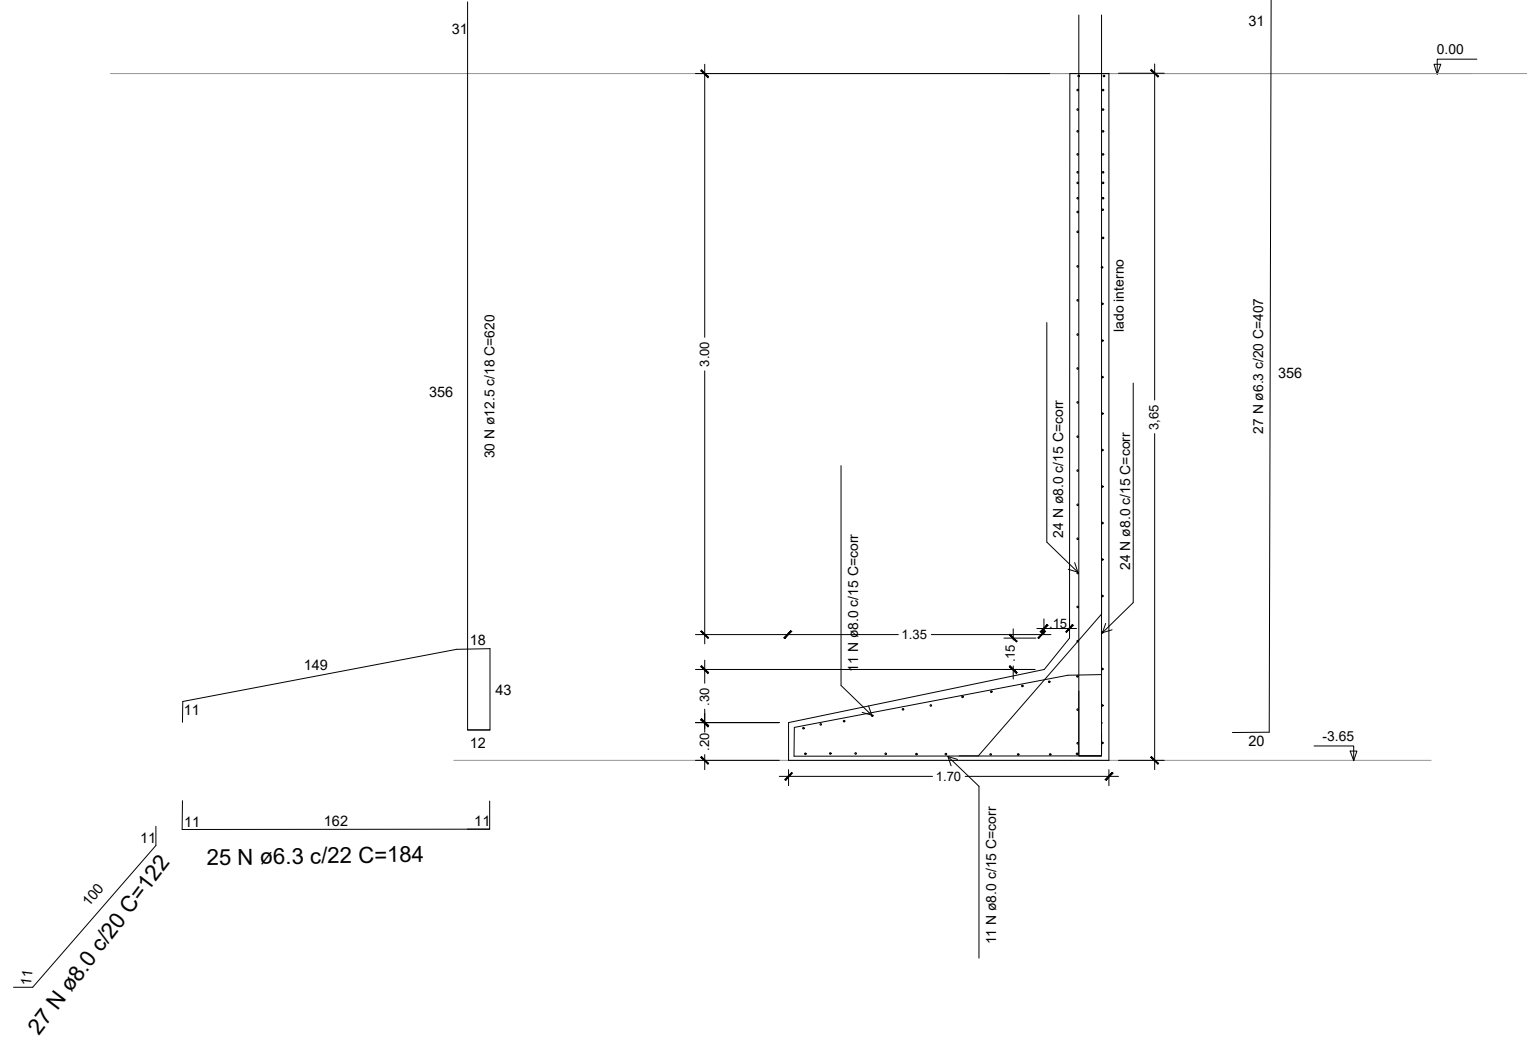 31
356
30 N ø12.5 c/18 C=620
18
149
11
43
12
11
162
11
25 N ø6.3 c/22 C=184
11
100
11
27 N ø8.0 c/20 C=122
3.00
1.35
.15
.15
.30
.20
1.70
11 N ø8.0 c/15 C=corr
24 N ø8.0 c/15 C=corr
24 N ø8.0 c/15 C=corr
11 N ø8.0 c/15 C=corr
lado interno
3,65
31
27 N ø6.3 c/20 C=407
356
20
0.00
-3.65